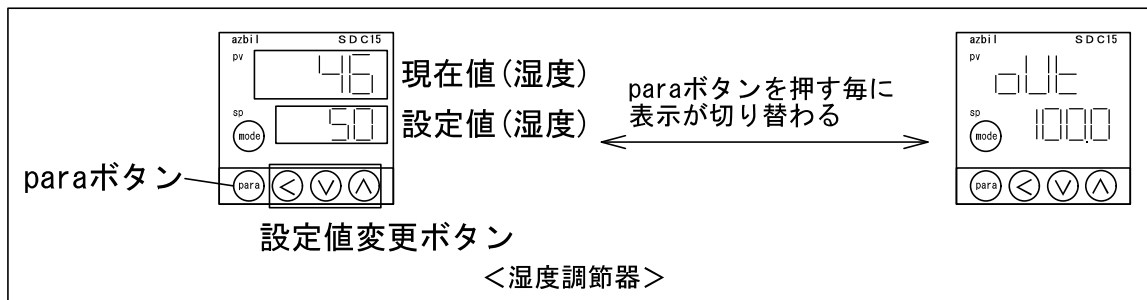 azbil SDC15
pv
46
現在値(湿度)
sp
50
設定値(湿度)
mode
paraボタン
para < ∨ ∧
設定値変更ボタン
paraボタンを押す毎に
表示が切り替わる
azbil SDC15
pv
oUt
sp
100.0
mode
para < ∨ ∧
<湿度調節器>